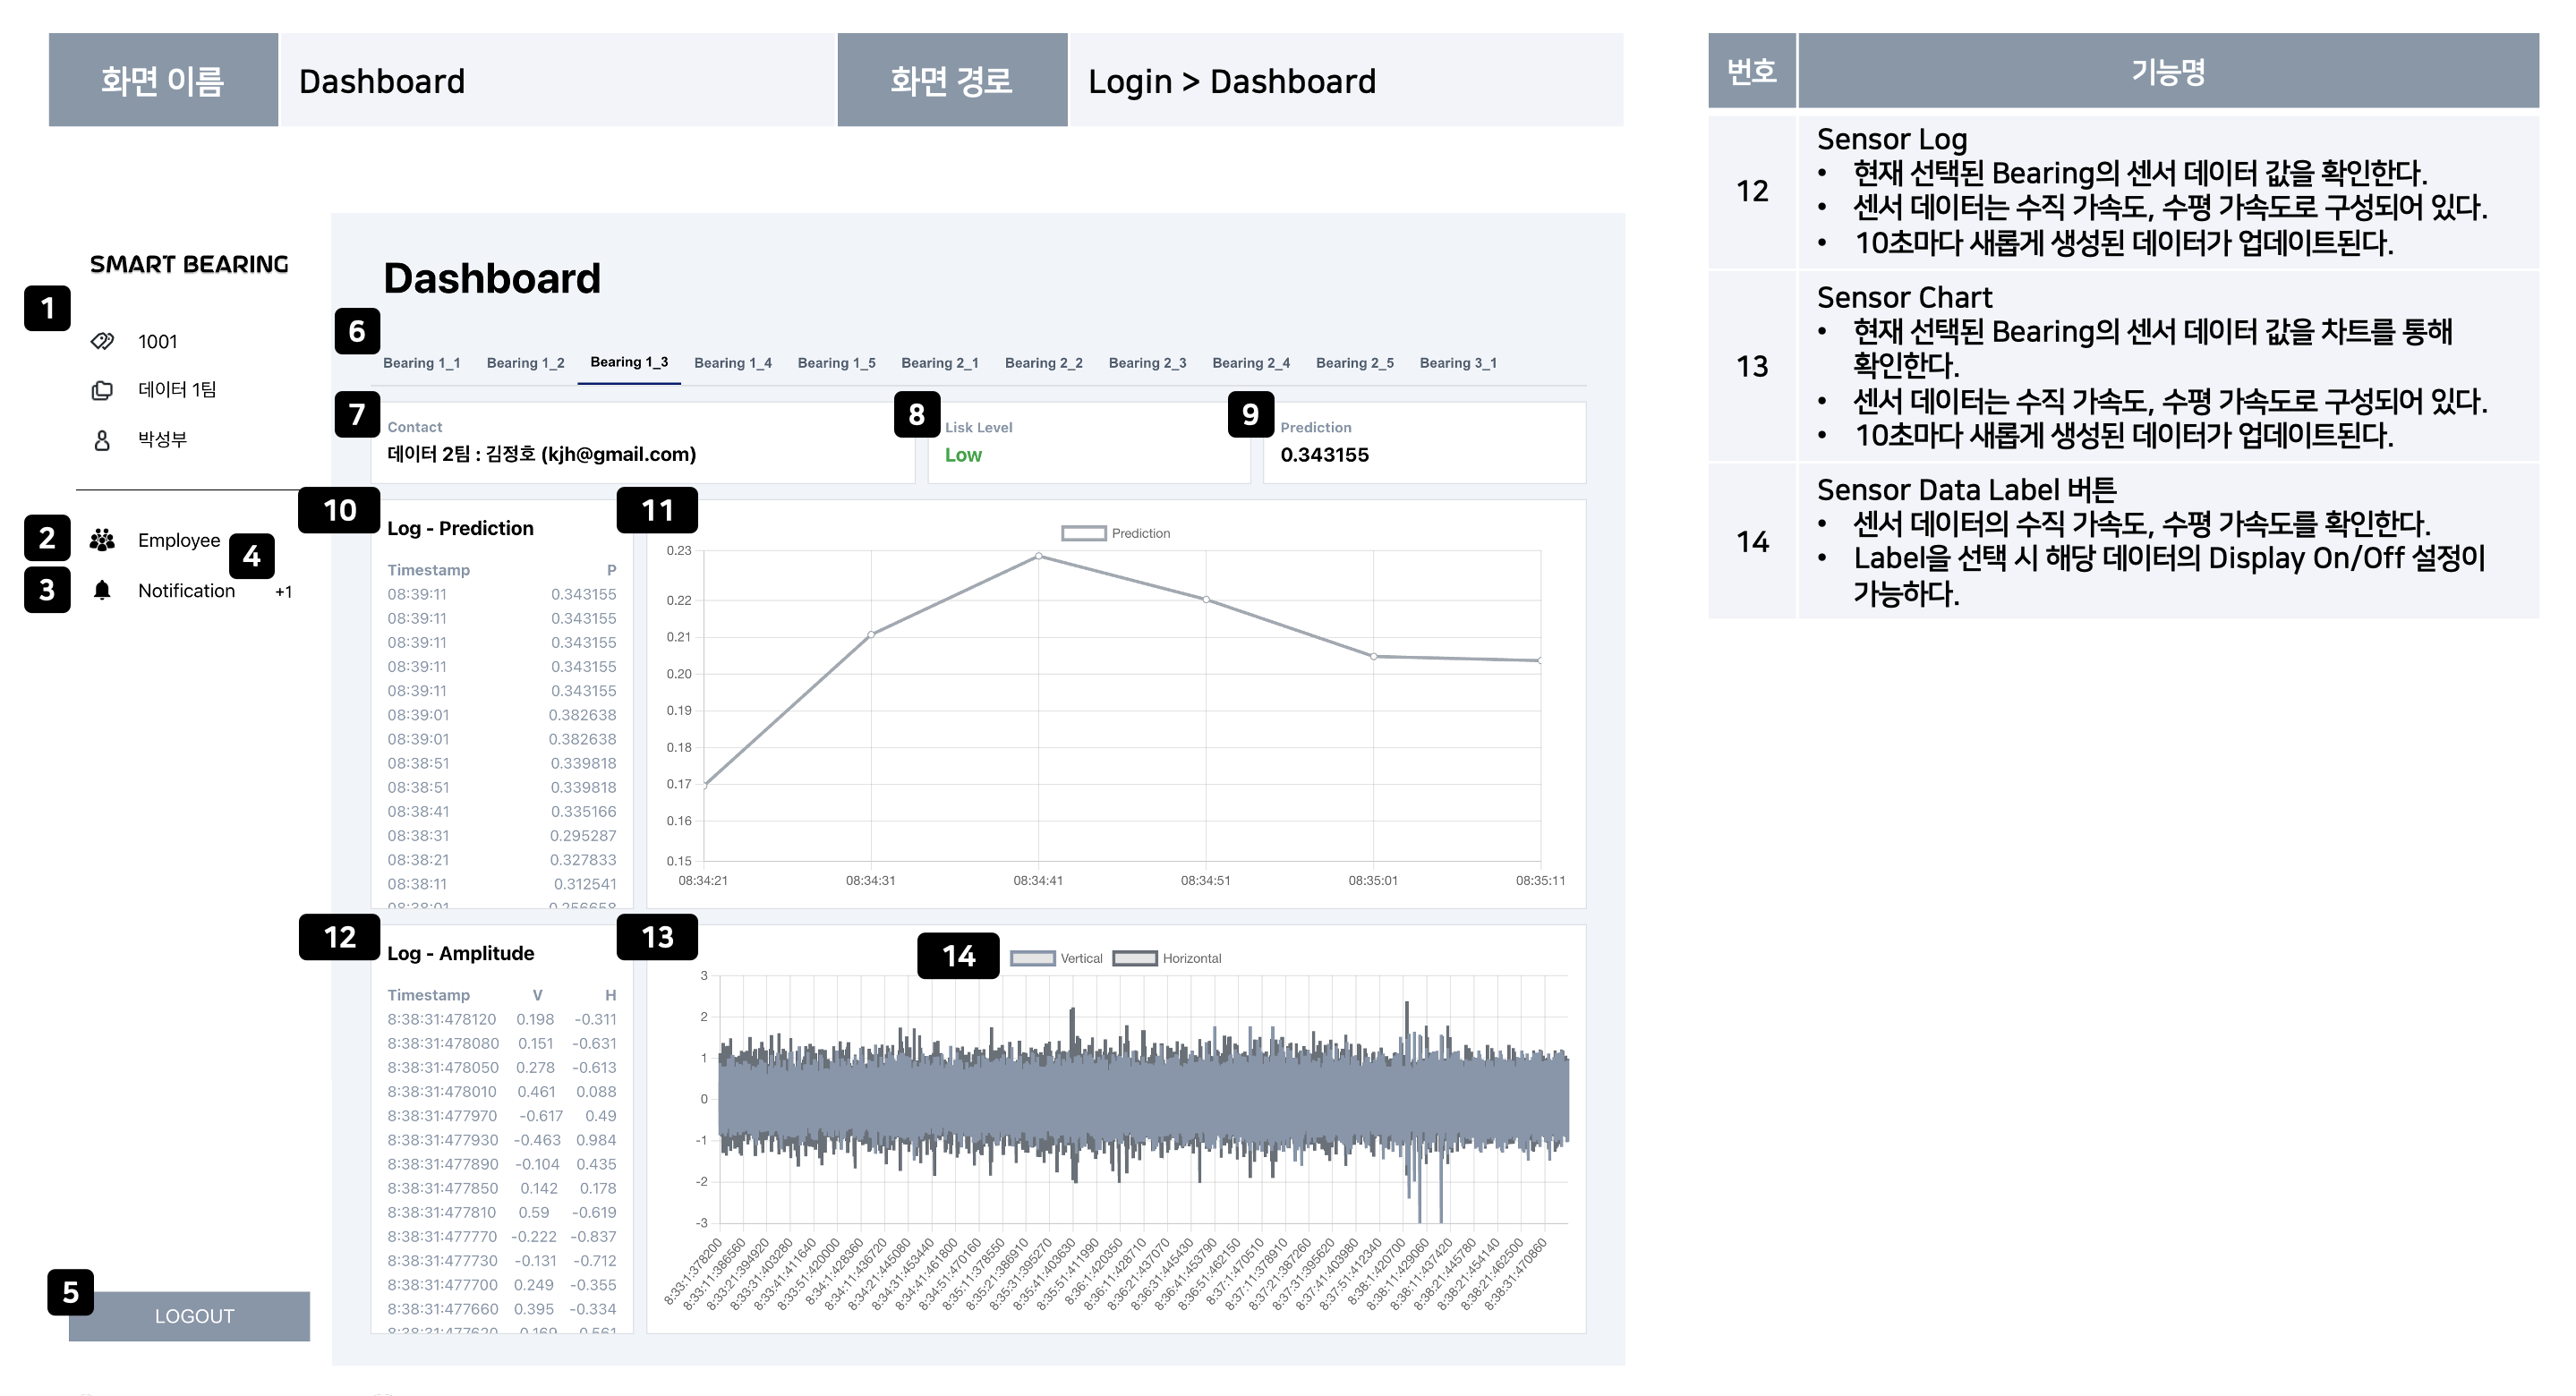 화면 이름
Dashboard
화면 경로
Login > Dashboard
SMART BEARING
1
1001
데이터 1팀
박성부
2
Employee
4
3
Notification
+1
5
LOGOUT
Dashboard
6
Bearing 1_1 Bearing 1_2 Bearing 1_3 Bearing 1_4 Bearing 1_5 Bearing 2_1 Bearing 2_2 Bearing 2_3 Bearing 2_4 Bearing 2_5 Bearing 3_1
7
Contact
데이터 2팀 : 김정호 (kjh@gmail.com)
8
Lisk Level
Low
9
Prediction
0.343155
10
Log - Prediction
Timestamp P
08:39:11 0.343155
08:39:11 0.343155
08:39:11 0.343155
08:39:11 0.343155
08:39:11 0.343155
08:39:01 0.382638
08:39:01 0.382638
08:38:51 0.339818
08:38:51 0.339818
08:38:41 0.335166
08:38:31 0.295287
08:38:21 0.327833
08:38:11 0.312541
08:38:01 0.256658
11
Prediction
0.23
0.22
0.21
0.20
0.19
0.18
0.17
0.16
0.15
08:34:21 08:34:31 08:34:41 08:34:51 08:35:01 08:35:11
12
Log - Amplitude
Timestamp V H
8:38:31:478120 0.198 -0.311
8:38:31:478080 0.151 -0.631
8:38:31:478050 0.278 -0.613
8:38:31:478010 0.461 0.088
8:38:31:477970 -0.617 0.49
8:38:31:477930 -0.463 0.984
8:38:31:477890 -0.104 0.435
8:38:31:477850 0.142 0.178
8:38:31:477810 0.59 -0.619
8:38:31:477770 -0.222 -0.837
8:38:31:477730 -0.131 -0.712
8:38:31:477700 0.249 -0.355
8:38:31:477660 0.395 -0.334
8:38:31:477620 0.169 0.561
13
14
Vertical Horizontal
3
2
1
0
-1
-2
-3
8:33:1:378200
8:33:11:386560
8:33:21:394920
8:33:31:403280
8:33:41:411640
8:33:51:420000
8:34:1:428360
8:34:11:436720
8:34:21:445080
8:34:31:453440
8:34:41:461800
8:34:51:470160
8:35:11:378550
8:35:21:386910
8:35:31:395270
8:35:41:403630
8:35:51:411990
8:36:1:420350
8:36:11:428710
8:36:21:437070
8:36:31:445430
8:36:41:453790
8:36:51:462150
8:37:1:470510
8:37:11:378910
8:37:21:387260
8:37:31:395620
8:37:41:403980
8:37:51:412340
8:38:1:420700
8:38:11:429060
8:38:11:437420
8:38:21:445780
8:38:21:454140
8:38:21:462500
8:38:31:470860
번호 기능명
12
Sensor Log
• 현재 선택된 Bearing의 센서 데이터 값을 확인한다.
• 센서 데이터는 수직 가속도, 수평 가속도로 구성되어 있다.
• 10초마다 새롭게 생성된 데이터가 업데이트된다.
13
Sensor Chart
• 현재 선택된 Bearing의 센서 데이터 값을 차트를 통해
확인한다.
• 센서 데이터는 수직 가속도, 수평 가속도로 구성되어 있다.
• 10초마다 새롭게 생성된 데이터가 업데이트된다.
14
Sensor Data Label 버튼
• 센서 데이터의 수직 가속도, 수평 가속도를 확인한다.
• Label을 선택 시 해당 데이터의 Display On/Off 설정이
가능하다.